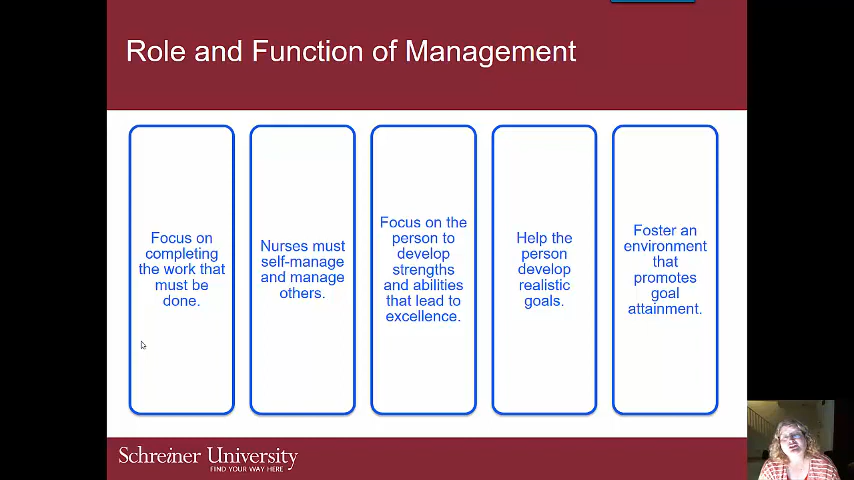 Role and Function of Management
Focus on
completing
the work that
must be
done.
Nurses must
self-manage
and manage
others.
Focus on the
person to
develop
strengths
and abilities
that lead to
excellence.
Help the
person
develop
realistic
goals.
Foster an
environment
that
promotes
goal
attainment.
Schreiner University
FIND YOUR WAY HERE